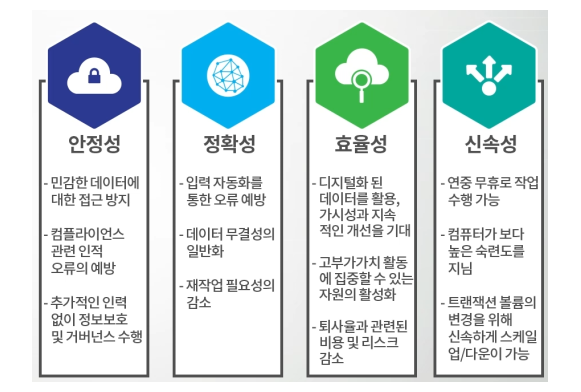 안정성
- 민감한 데이터에
대한 접근 방지
- 컴플라이언스
관련 인적
오류의 예방
- 추가적인 인력
없이 정보보호
및 거버넌스 수행
정확성
- 입력 자동화를
통한 오류 예방
- 데이터 무결성의
일반화
- 재작업 필요성의
감소
효율성
- 디지털화 된
데이터를 활용,
가시성과 지속
적인 개선을 기대
- 고부가가치 활동
에 집중할 수 있는
자원의 활성화
- 퇴사율과 관련된
비용 및 리스크
감소
신속성
- 연중 무휴로 작업
수행 가능
- 컴퓨터가 보다
높은 숙련도를
지님
- 트랜잭션 볼륨의
변경을 위해
신속하게 스케일
업/다운이 가능